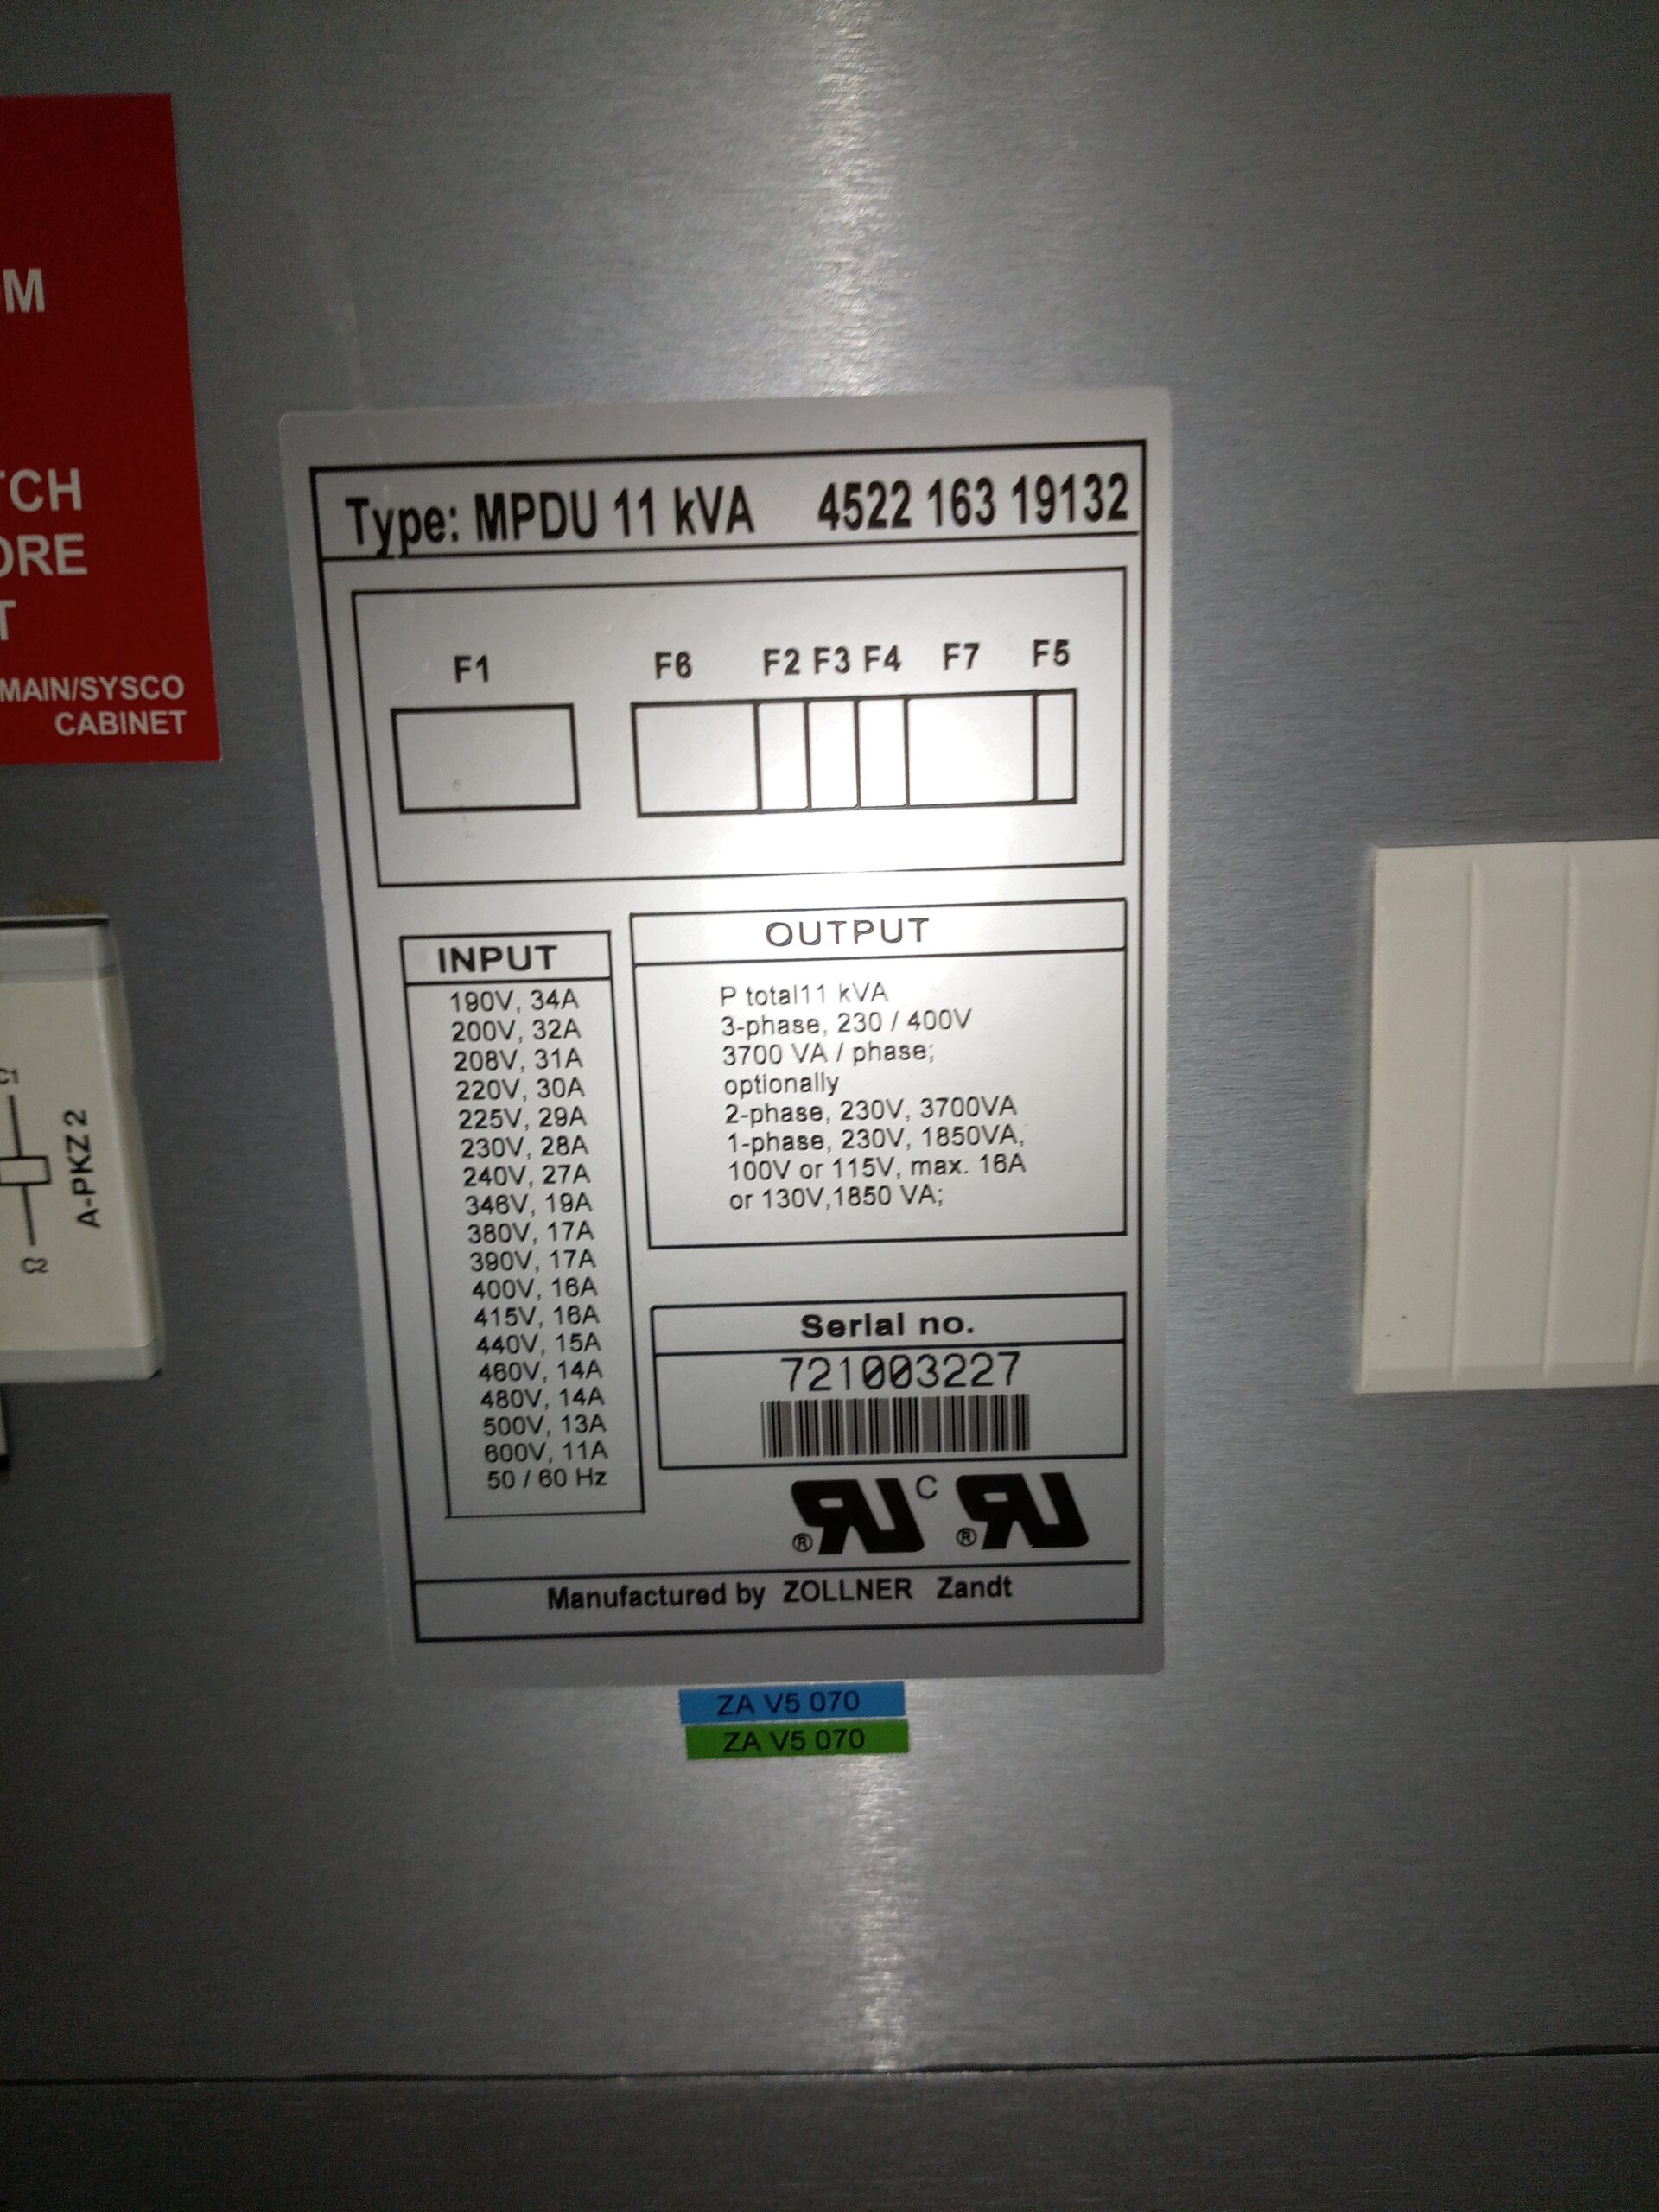 M
TCH
ORE
T
MAIN/SYSCO
CABINET
Type: MPDU 11 kVA 4522 163 19132
F1 F6 F2 F3 F4 F7 F5
INPUT
190V, 34A
200V, 32A
208V, 31A
220V, 30A
225V, 29A
230V, 28A
240V, 27A
346V, 19A
380V, 17A
390V, 17A
400V, 16A
415V, 16A
440V, 15A
460V, 14A
480V, 14A
500V, 13A
600V, 11A
50 / 60 Hz
OUTPUT
P total11 kVA
3-phase, 230 / 400V
3700 VA / phase;
optionally
2-phase, 230V, 3700VA
1-phase, 230V, 1850VA,
100V or 115V, max. 16A
or 130V,1850 VA;
Serial no.
721003227
C
Manufactured by ZOLLNER Zandt
ZA V5 070
ZA V5 070
C1
A-PKZ 2
C2